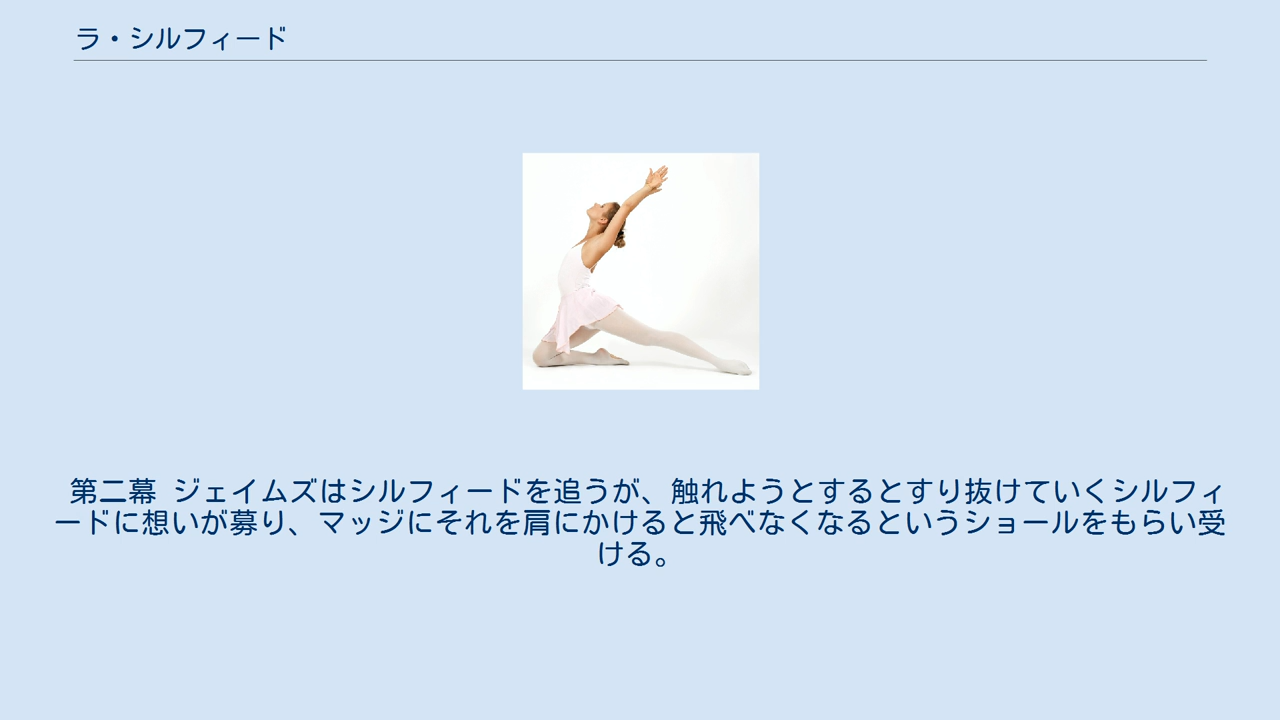 ラ・シルフィード
第二幕 ジェイムズはシルフィードを追うが、触れようとするとすり抜けていくシルフィ
ードに想いが募り、マッジにそれを肩にかけると飛べなくなるというショールをもらい受
ける。